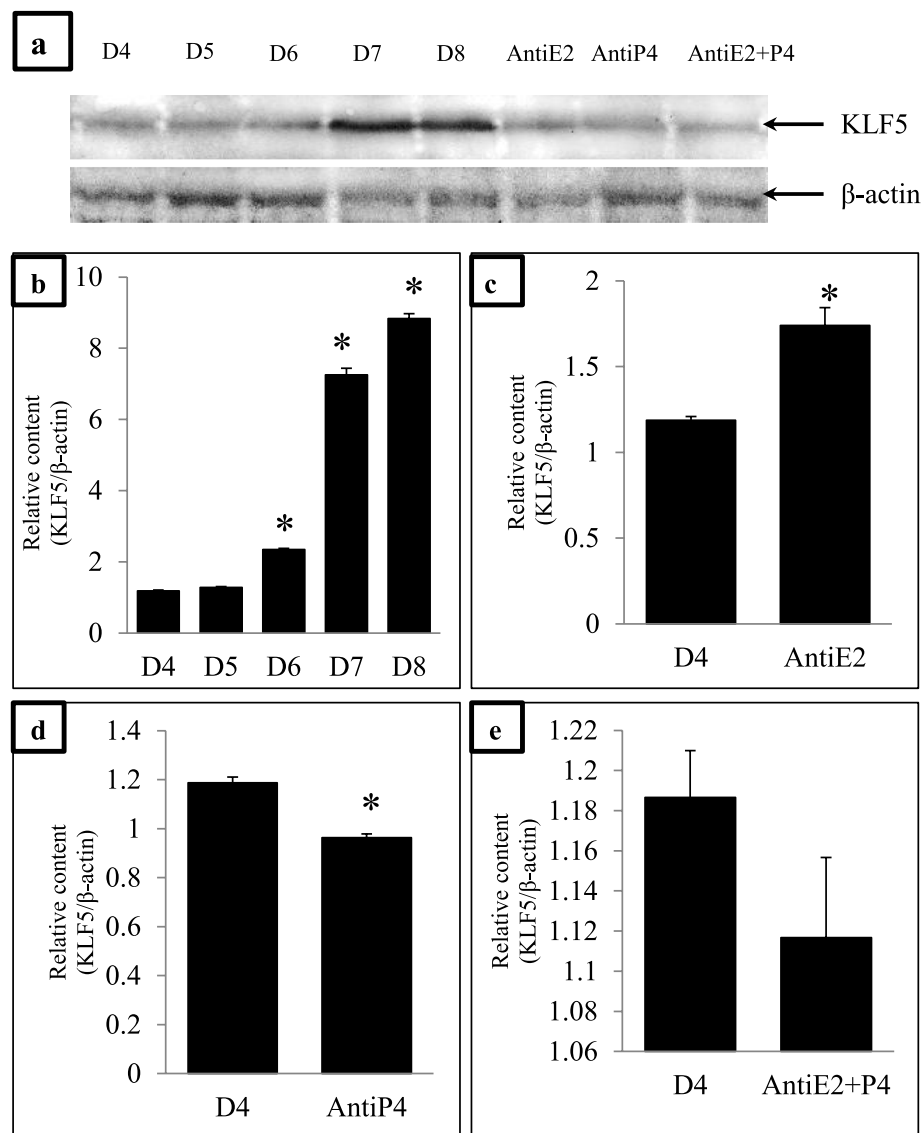 a
D4 D5 D6 D7 D8 AntiE2 AntiP4 AntiE2+P4
KLF5
β-actin
b
Relative content
(KLF5/β-actin)
10
8
6
4
2
0
* * *
D4 D5 D6 D7 D8
c
Relative content
(KLF5/β-actin)
2
1.5
1
0.5
0
*
D4 AntiE2
d
Relative content
(KLF5/β-actin)
1.4
1.2
1
0.8
0.6
0.4
0.2
0
*
D4 AntiP4
e
Relative content
(KLF5/β-actin)
1.22
1.2
1.18
1.16
1.14
1.12
1.1
1.08
1.06
D4 AntiE2+P4